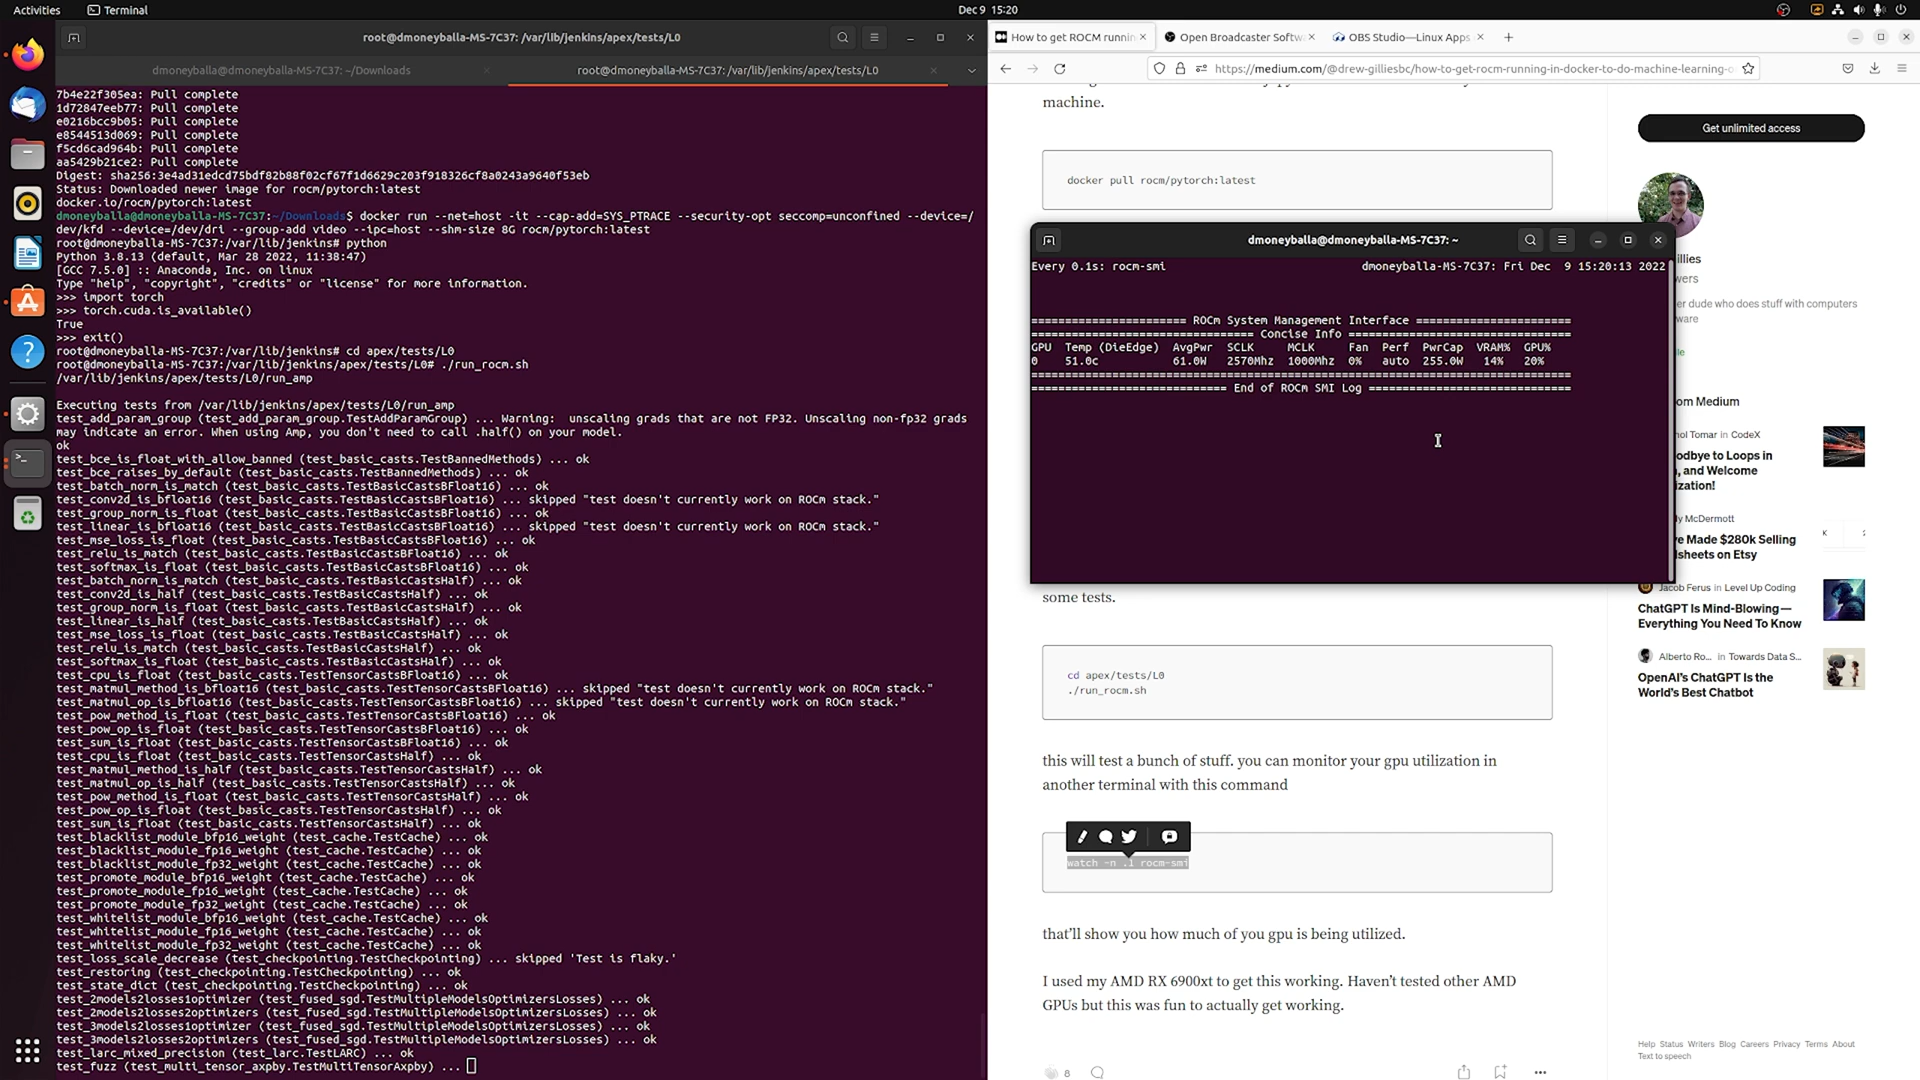 Activities
Terminal
Dec 9 15:20
root@dmoneyballa-MS-7C37: /var/lib/jenkins/apex/tests/L0
dmoneyballa@dmoneyballa-MS-7C37: ~/Downloads
root@dmoneyballa-MS-7C37: /var/lib/jenkins/apex/tests/L0
7b4e22f305ea: Pull complete
1d72847eeb77: Pull complete
e0216bcc9b05: Pull complete
e8544513d069: Pull complete
f5cd6cad964b: Pull complete
aa5429b21ce2: Pull complete
Digest: sha256:3e4ad31edcd75bdf82b88f02cf67f1d6629c203f918326cf8a0243a9640f53eb
Status: Downloaded newer image for rocm/pytorch:latest
docker.io/rocm/pytorch:latest
dmoneyballa@dmoneyballa-MS-7C37:~/Downloads$ docker run --net=host -it --cap-add=SYS_PTRACE --security-opt seccomp=unconfined --device=/
dev/kfd --device=/dev/dri --group-add video --ipc=host --shm-size 8G rocm/pytorch:latest
root@dmoneyballa-MS-7C37:/var/lib/jenkins# python
Python 3.8.13 (default, Mar 28 2022, 11:38:47)
[GCC 7.5.0] :: Anaconda, Inc. on linux
Type "help", "copyright", "credits" or "license" for more information.
>>> import torch
>>> torch.cuda.is_available()
True
>>> exit()
root@dmoneyballa-MS-7C37:/var/lib/jenkins# cd apex/tests/L0
root@dmoneyballa-MS-7C37:/var/lib/jenkins/apex/tests/L0# ./run_rocm.sh
/var/lib/jenkins/apex/tests/L0/run_amp
Executing tests from /var/lib/jenkins/apex/tests/L0/run_amp
test_add_param_group (test_add_param_group.TestAddParamGroup) ... Warning:  unscaling grads that are not FP32. Unscaling non-fp32 grads
may indicate an error. When using Amp, you don't need to call .half() on your model.
ok
test_bce_is_float_with_allow_banned (test_basic_casts.TestBannedMethods) ... ok
test_bce_raises_by_default (test_basic_casts.TestBannedMethods) ... ok
test_batch_norm_is_match (test_basic_casts.TestBasicCastsBFloat16) ... ok
test_conv2d_is_bfloat16 (test_basic_casts.TestBasicCastsBFloat16) ... skipped "test doesn't currently work on ROCm stack."
test_group_norm_is_float (test_basic_casts.TestBasicCastsBFloat16) ... ok
test_linear_is_bfloat16 (test_basic_casts.TestBasicCastsBFloat16) ... skipped "test doesn't currently work on ROCm stack."
test_mse_loss_is_float (test_basic_casts.TestBasicCastsBFloat16) ... ok
test_relu_is_match (test_basic_casts.TestBasicCastsBFloat16) ... ok
test_softmax_is_float (test_basic_casts.TestBasicCastsBFloat16) ... ok
test_batch_norm_is_match (test_basic_casts.TestBasicCastsHalf) ... ok
test_conv2d_is_half (test_basic_casts.TestBasicCastsHalf) ... ok
test_group_norm_is_float (test_basic_casts.TestBasicCastsHalf) ... ok
test_linear_is_half (test_basic_casts.TestBasicCastsHalf) ... ok
test_mse_loss_is_float (test_basic_casts.TestBasicCastsHalf) ... ok
test_relu_is_match (test_basic_casts.TestBasicCastsHalf) ... ok
test_softmax_is_float (test_basic_casts.TestBasicCastsHalf) ... ok
test_cpu_is_float (test_basic_casts.TestTensorCastsBFloat16) ... ok
test_matmul_method_is_bfloat16 (test_basic_casts.TestTensorCastsBFloat16) ... skipped "test doesn't currently work on ROCm stack."
test_matmul_op_is_bfloat16 (test_basic_casts.TestTensorCastsBFloat16) ... skipped "test doesn't currently work on ROCm stack."
test_pow_method_is_float (test_basic_casts.TestTensorCastsBFloat16) ... ok
test_pow_op_is_float (test_basic_casts.TestTensorCastsBFloat16) ... ok
test_sum_is_float (test_basic_casts.TestTensorCastsBFloat16) ... ok
test_cpu_is_float (test_basic_casts.TestTensorCastsHalf) ... ok
test_matmul_method_is_half (test_basic_casts.TestTensorCastsHalf) ... ok
test_matmul_op_is_half (test_basic_casts.TestTensorCastsHalf) ... ok
test_pow_method_is_float (test_basic_casts.TestTensorCastsHalf) ... ok
test_pow_op_is_float (test_basic_casts.TestTensorCastsHalf) ... ok
test_sum_is_float (test_basic_casts.TestTensorCastsHalf) ... ok
test_blacklist_module_bfp16_weight (test_cache.TestCache) ... ok
test_blacklist_module_fp16_weight (test_cache.TestCache) ... ok
test_blacklist_module_fp32_weight (test_cache.TestCache) ... ok
test_promote_module_bfp16_weight (test_cache.TestCache) ... ok
test_promote_module_fp16_weight (test_cache.TestCache) ... ok
test_promote_module_fp32_weight (test_cache.TestCache) ... ok
test_whitelist_module_bfp16_weight (test_cache.TestCache) ... ok
test_whitelist_module_fp16_weight (test_cache.TestCache) ... ok
test_whitelist_module_fp32_weight (test_cache.TestCache) ... ok
test_loss_scale_decrease (test_checkpointing.TestCheckpointing) ... skipped 'Test is flaky.'
test_restoring (test_checkpointing.TestCheckpointing) ... ok
test_state_dict (test_checkpointing.TestCheckpointing) ... ok
test_2models2losses1optimizer (test_fused_sgd.TestMultipleModelsOptimizersLosses) ... ok
test_2models2losses2optimizers (test_fused_sgd.TestMultipleModelsOptimizersLosses) ... ok
test_3models2losses1optimizer (test_fused_sgd.TestMultipleModelsOptimizersLosses) ... ok
test_3models2losses2optimizers (test_fused_sgd.TestMultipleModelsOptimizersLosses) ... ok
test_larc_mixed_precision (test_larc.TestLARC) ... ok
test_fuzz (test_multi_tensor_axpby.TestMultiTensorAxpby) ...
How to get ROCM runnin
Open Broadcaster Softw
OBS Studio—Linux Apps
https://medium.com/@drew-gilliesbc/how-to-get-rocm-running-in-docker-to-do-machine-learning-o
machine.
docker pull rocm/pytorch:latest
dmoneyballa@dmoneyballa-MS-7C37: ~
Every 0.1s: rocm-smi
dmoneyballa-MS-7C37: Fri Dec  9 15:20:13 2022
======================= ROCm System Management Interface =======================
================================= Concise Info =================================
GPU  Temp (DieEdge)  AvgPwr  SCLK     MCLK     Fan  Perf  PwrCap  VRAM%  GPU%
0    51.0c           61.0W   2570Mhz  1000Mhz  0%   auto  255.0W  14%    20%
================================================================================
============================= End of ROCm SMI Log ==============================
some tests.
cd apex/tests/L0
./run_rocm.sh
this will test a bunch of stuff. you can monitor your gpu utilization in
another terminal with this command
watch -n .1 rocm-smi
that'll show you how much of you gpu is being utilized.
I used my AMD RX 6900xt to get this working. Haven't tested other AMD
GPUs but this was fun to actually get working.
8
Get unlimited access
llies
wers
er dude who does stuff with computers
ware
le
om Medium
nol Tomar in CodeX
odbye to Loops in
, and Welcome
ization!
y McDermott
ve Made $280k Selling
dsheets on Etsy
Jacob Ferus in Level Up Coding
ChatGPT Is Mind-Blowing—
Everything You Need To Know
Alberto Ro... in Towards Data S...
OpenAI's ChatGPT Is the
World's Best Chatbot
Help Status Writers Blog Careers Privacy Terms About
Text to speech